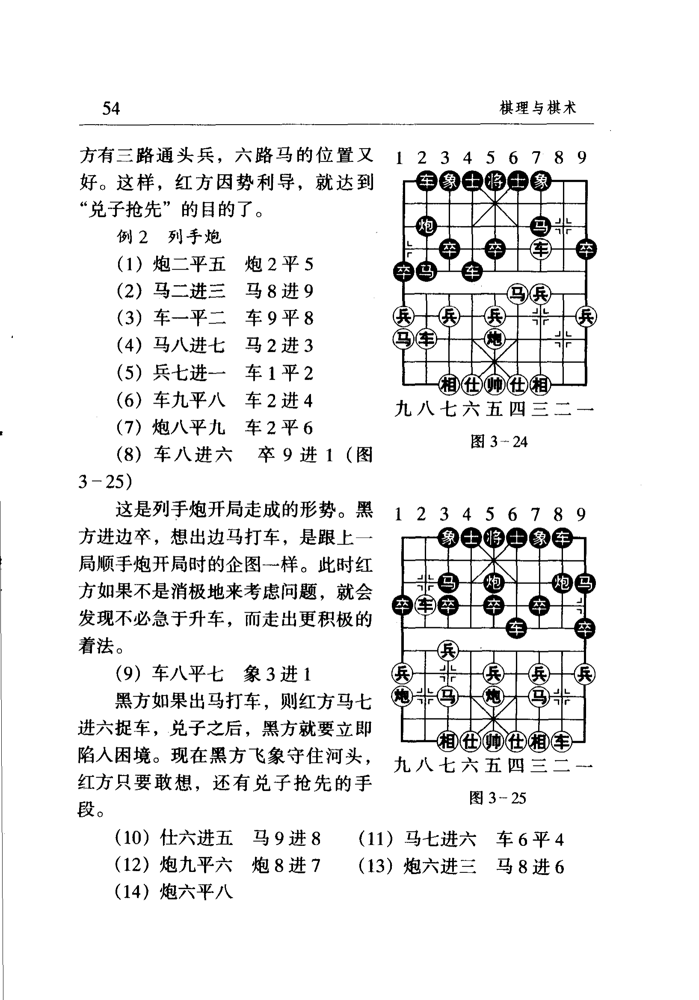 54
棋理与棋术
方有三路通头兵，六路马的位置又
好。这样，红方因势利导，就达到
“兑子抢先”的目的了。
例2 列手炮
(1) 炮二平五 炮2平5
(2) 马二进三 马8进9
(3) 车一平二 车9平8
(4) 马八进七 马2进3
(5) 兵七进一 车1平2
(6) 车九平八 车2进4
(7) 炮八平九 车2平6
(8) 车八进六 卒9进1（图
3-25）
这是列手炮开局走成的形势。黑
方进边卒，想出边马打车，是跟上一
局顺手炮开局时的企图一样。此时红
方如果不是消极地来考虑问题，就会
发现不必急于升车，而走出更积极的
着法。
(9) 车八平七 象3进1
黑方如果出马打车，则红方马七
进六捉车，兑子之后，黑方就要立即
陷入困境。现在黑方飞象守住河头，
红方只要敢想，还有兑子抢先的手
段。
1 2 3 4 5 6 7 8 9
车 象 士 将 士 象
炮 马
卒 卒 车 卒
卒 马 车
马 兵
兵 兵 兵 兵
马 车 炮
相 仕 帅 仕 相
九 八 七 六 五 四 三 二 一
图 3-24
1 2 3 4 5 6 7 8 9
象 士 将 士 象 车
马 炮 炮 马
卒 车 卒 卒 卒
车 卒
兵
兵 兵 兵 兵
炮 马 炮 马
相 仕 帅 仕 相 车
九 八 七 六 五 四 三 二 一
图 3-25
(10) 仕六进五 马9进8 (11) 马七进六 车6平4
(12) 炮九平六 炮8进7 (13) 炮六进三 马8进6
(14) 炮六平八